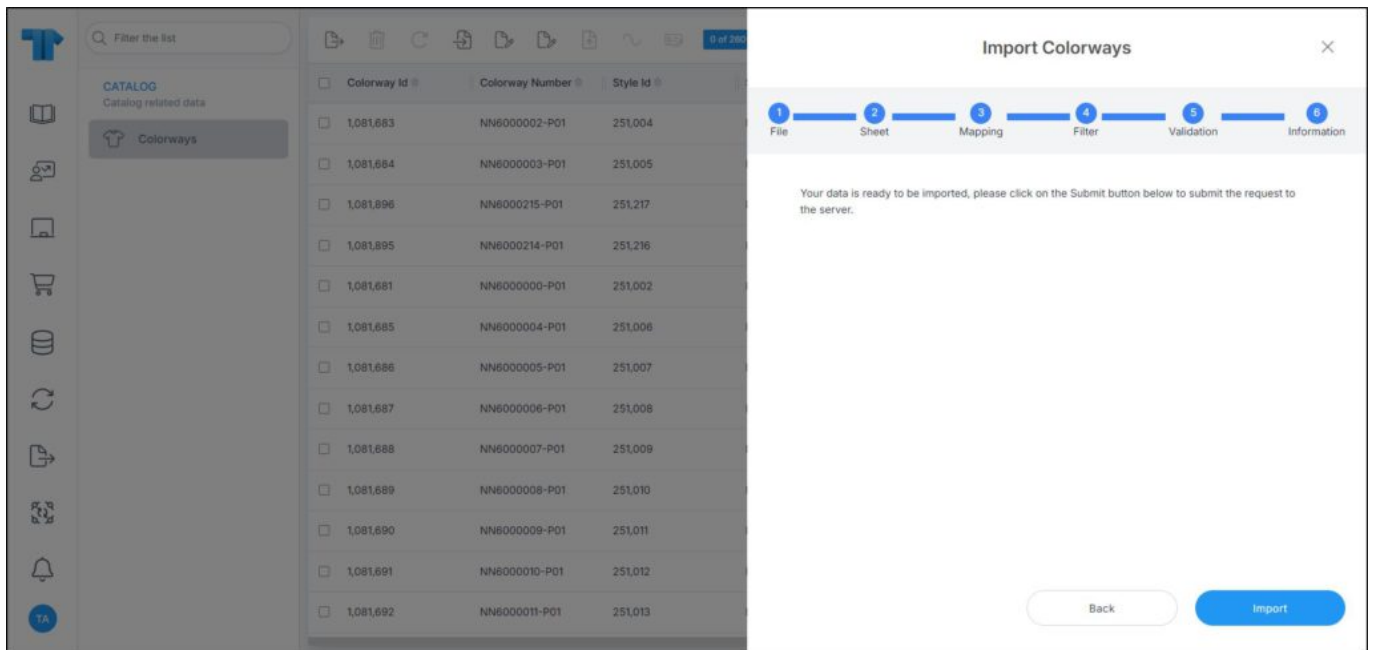 Filter the list
CATALOG
Catalog related data
Colorways
0 of 260
Colorway Id Colorway Number Style Id
1,081,683 NN6000002-P01 251,004
1,081,684 NN6000003-P01 251,005
1,081,896 NN6000215-P01 251,217
1,081,895 NN6000214-P01 251,216
1,081,681 NN6000000-P01 251,002
1,081,685 NN6000004-P01 251,006
1,081,686 NN6000005-P01 251,007
1,081,687 NN6000006-P01 251,008
1,081,688 NN6000007-P01 251,009
1,081,689 NN6000008-P01 251,010
1,081,690 NN6000009-P01 251,011
1,081,691 NN6000010-P01 251,012
1,081,692 NN6000011-P01 251,013
TA
Import Colorways
1 2 3 4 5 6
File Sheet Mapping Filter Validation Information
Your data is ready to be imported, please click on the Submit button below to submit the request to
the server.
Back Import